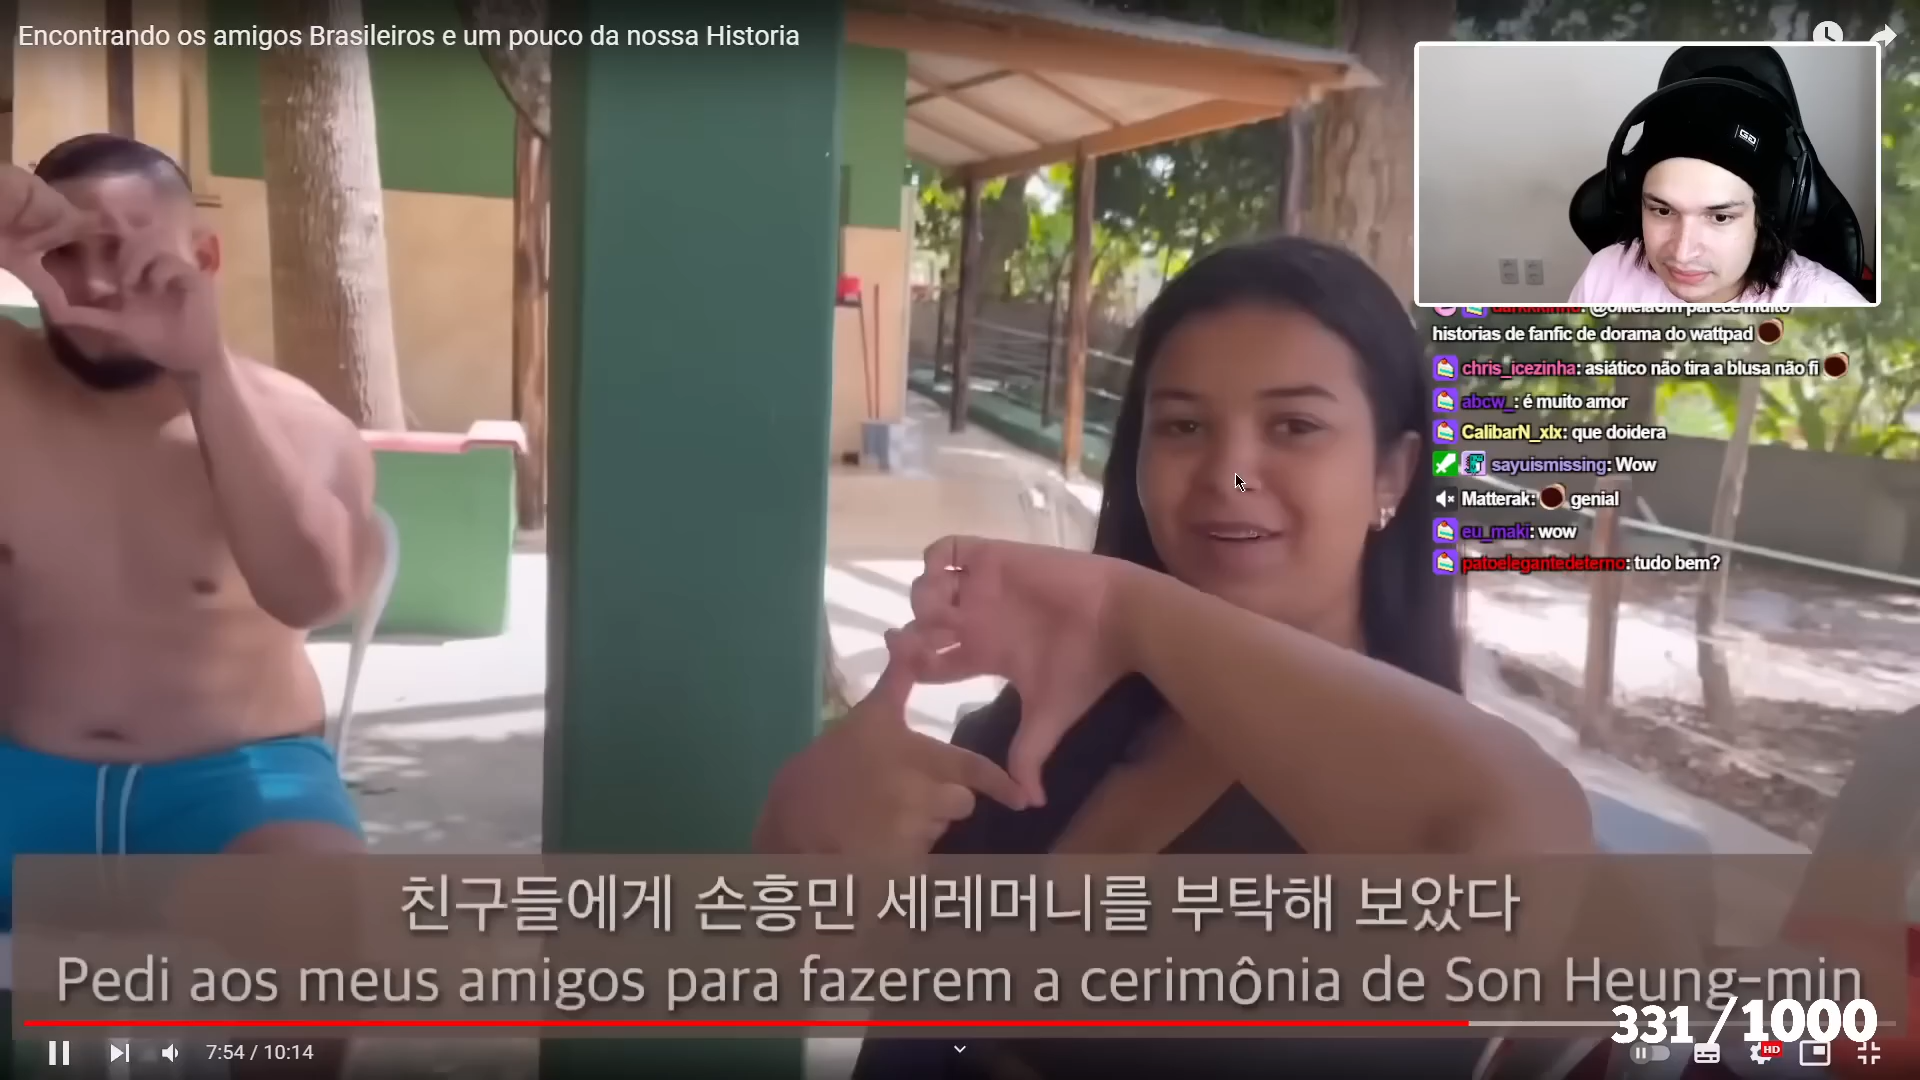 Encontrando os amigos Brasileiros e um pouco da nossa Historia
historias de fanfic de dorama do wattpad
chris_icezinha: asiático não tira a blusa não fi
abcw_: é muito amor
CalibarN_xlx: que doidera
sayuismissing: Wow
Matterak: genial
eu_maki: wow
patoelegantedeterno: tudo bem?
친구들에게 손흥민 세레머니를 부탁해 보았다
Pedi aos meus amigos para fazerem a cerimônia de Son Heung-min
331/1000
7:54 / 10:14
HD